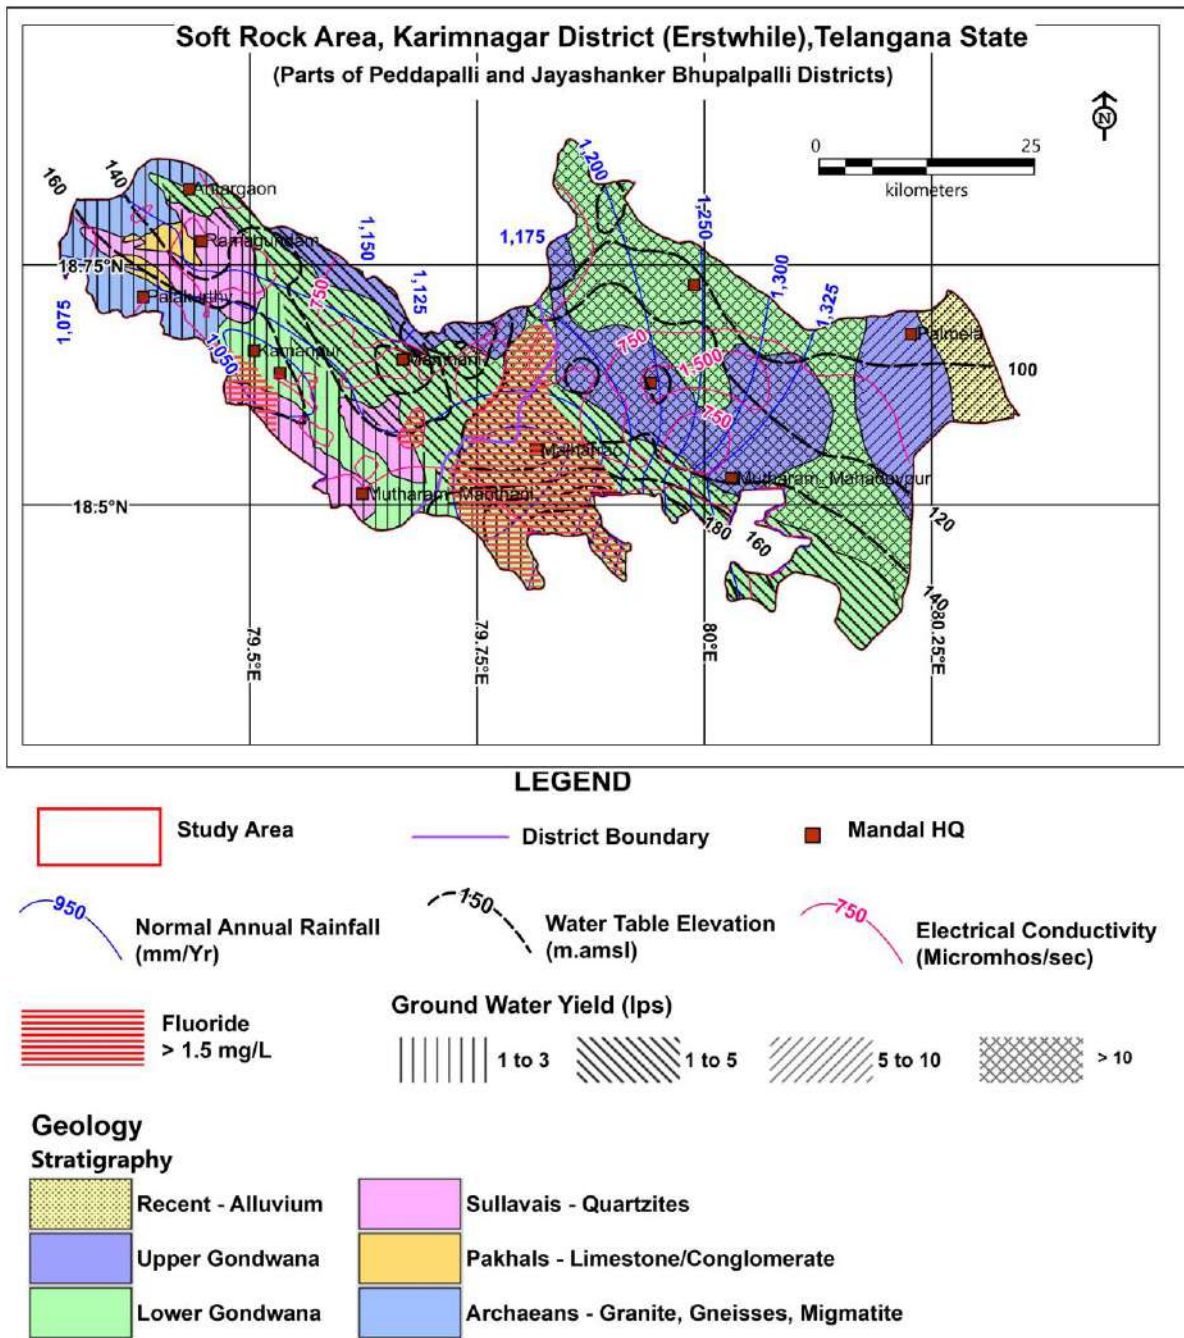 Soft Rock Area, Karimnagar District (Erstwhile),Telangana State
(Parts of Peddapalli and Jayashanker Bhupalpalli Districts)
N
0 25
kilometers
160
140
1,200
1,250
1,300
1,325
1,175
1,150
1,125
1,075
1,050
750
750
1,500
750
100
120
140
160
180
18.75°N
18.5°N
79.5°E
79.75°E
80°E
80.25°E
Antargaon
Ramagundam
Palakurthy
Ramanpur
Manthani
Malharrao
Mutharam_Manthani
Mutharam_Mahadevpur
Palmela
LEGEND
Study Area
District Boundary
Mandal HQ
950
Normal Annual Rainfall
(mm/Yr)
150
Water Table Elevation
(m.amsl)
750
Electrical Conductivity
(Micromhos/sec)
Fluoride
> 1.5 mg/L
Ground Water Yield (lps)
1 to 3
1 to 5
5 to 10
> 10
Geology
Stratigraphy
Recent - Alluvium
Upper Gondwana
Lower Gondwana
Sullavais - Quartzites
Pakhals - Limestone/Conglomerate
Archaeans - Granite, Gneisses, Migmatite